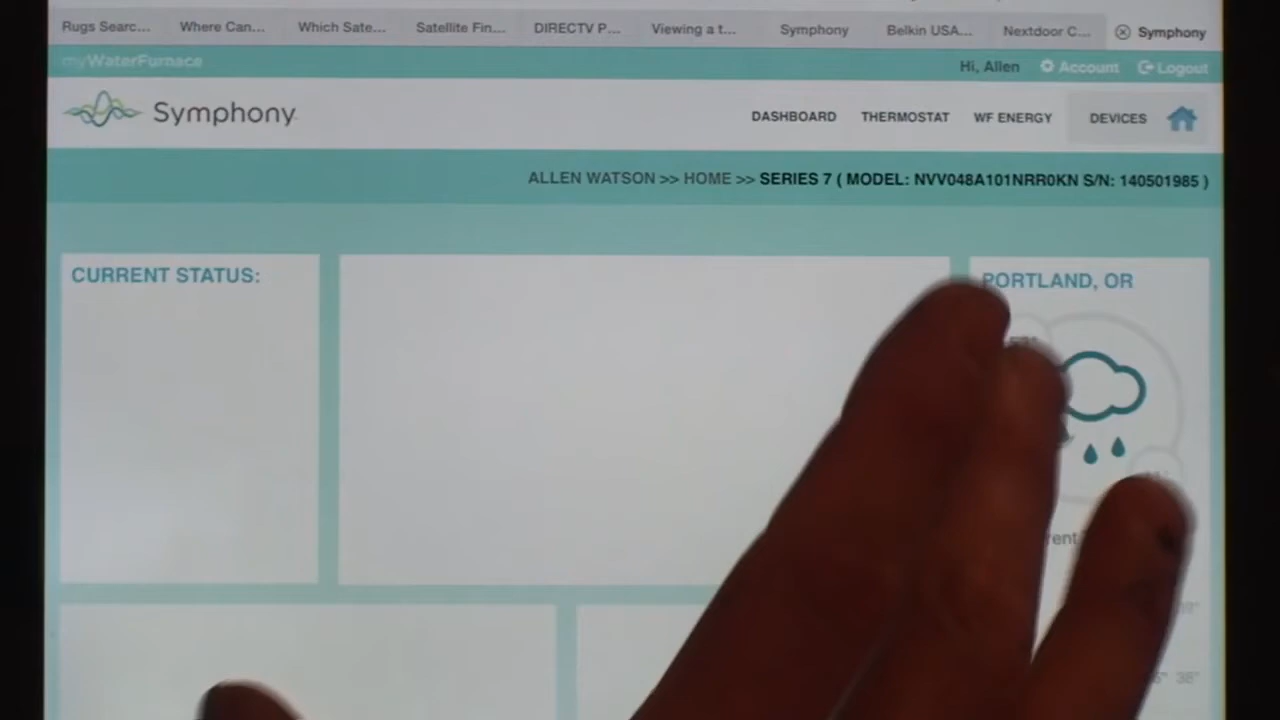 Rugs Searc... Where Can... Which Sate... Satellite Fin... DIRECTV P... Viewing a t... Symphony Belkin USA... Nextdoor C... Symphony
myWaterFurnace Hi, Allen Account Logout
Symphony DASHBOARD THERMOSTAT WF ENERGY DEVICES
ALLEN WATSON >> HOME >> SERIES 7 ( MODEL: NVV048A101NRR0KN S/N: 140501985 )
CURRENT STATUS: PORTLAND, OR